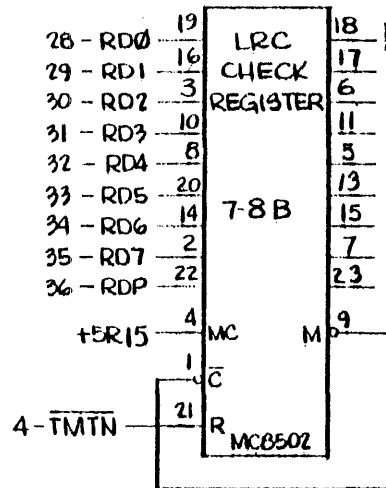 28-RDØ 19 LRC 18
29-RD1 16 CHECK 17
30-RD2 3 REGISTER 6
31-RD3 10 11
32-RD4 8 5
33-RD5 20 13
34-RD6 14 7-8B 15
35-RD7 2 7
36-RDP 22 23
+5R15 4 MC M 9
1 C̅
4-T̅M̅T̅N̅ 21 R
MC8502